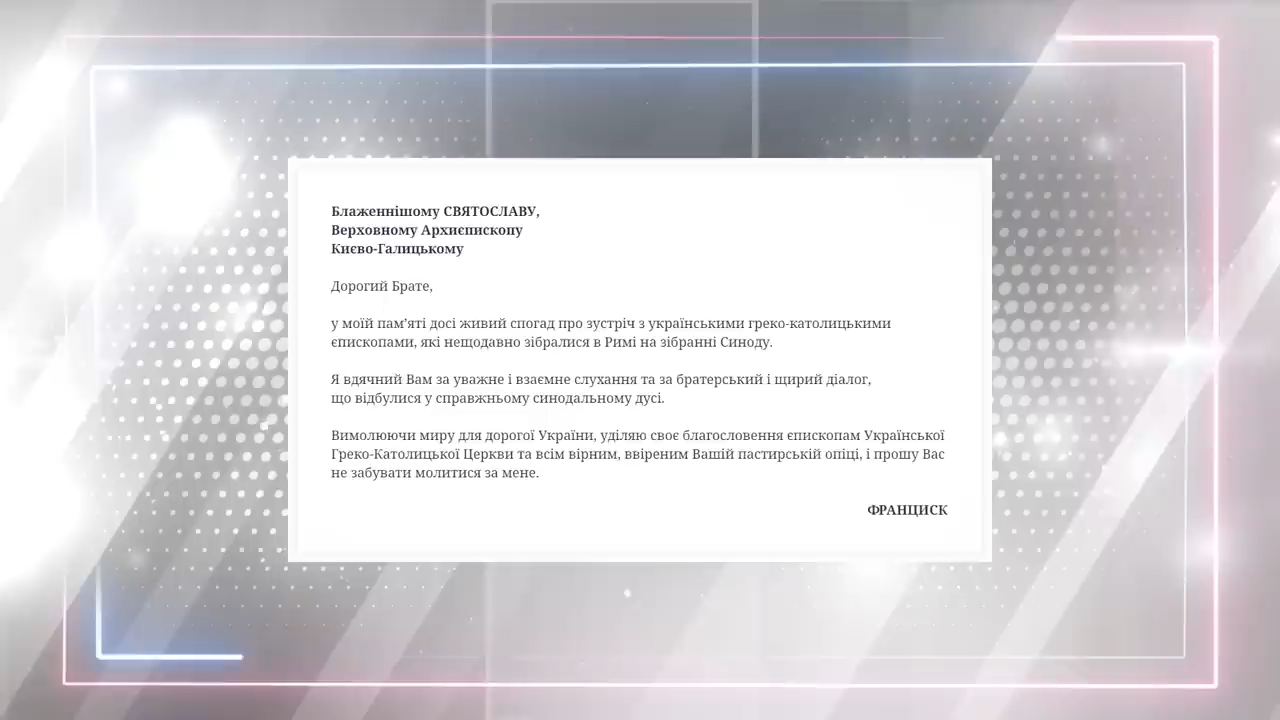 Блаженнішому СВЯТОСЛАВУ,
Верховному Архиєпископу
Києво-Галицькому
Дорогий Брате,
у моїй пам'яті досі живий спогад про зустріч з українськими греко-католицькими
єпископами, які нещодавно зібралися в Римі на зібранні Синоду.
Я вдячний Вам за уважне і взаємне слухання та за братерський і щирий діалог,
що відбулися у справжньому синодальному дусі.
Вимолюючи миру для дорогої України, уділяю своє благословення єпископам Української
Греко-Католицької Церкви та всім вірним, ввіреним Вашій пастирській опіці, і прошу Вас
не забувати молитися за мене.
ФРАНЦИСК